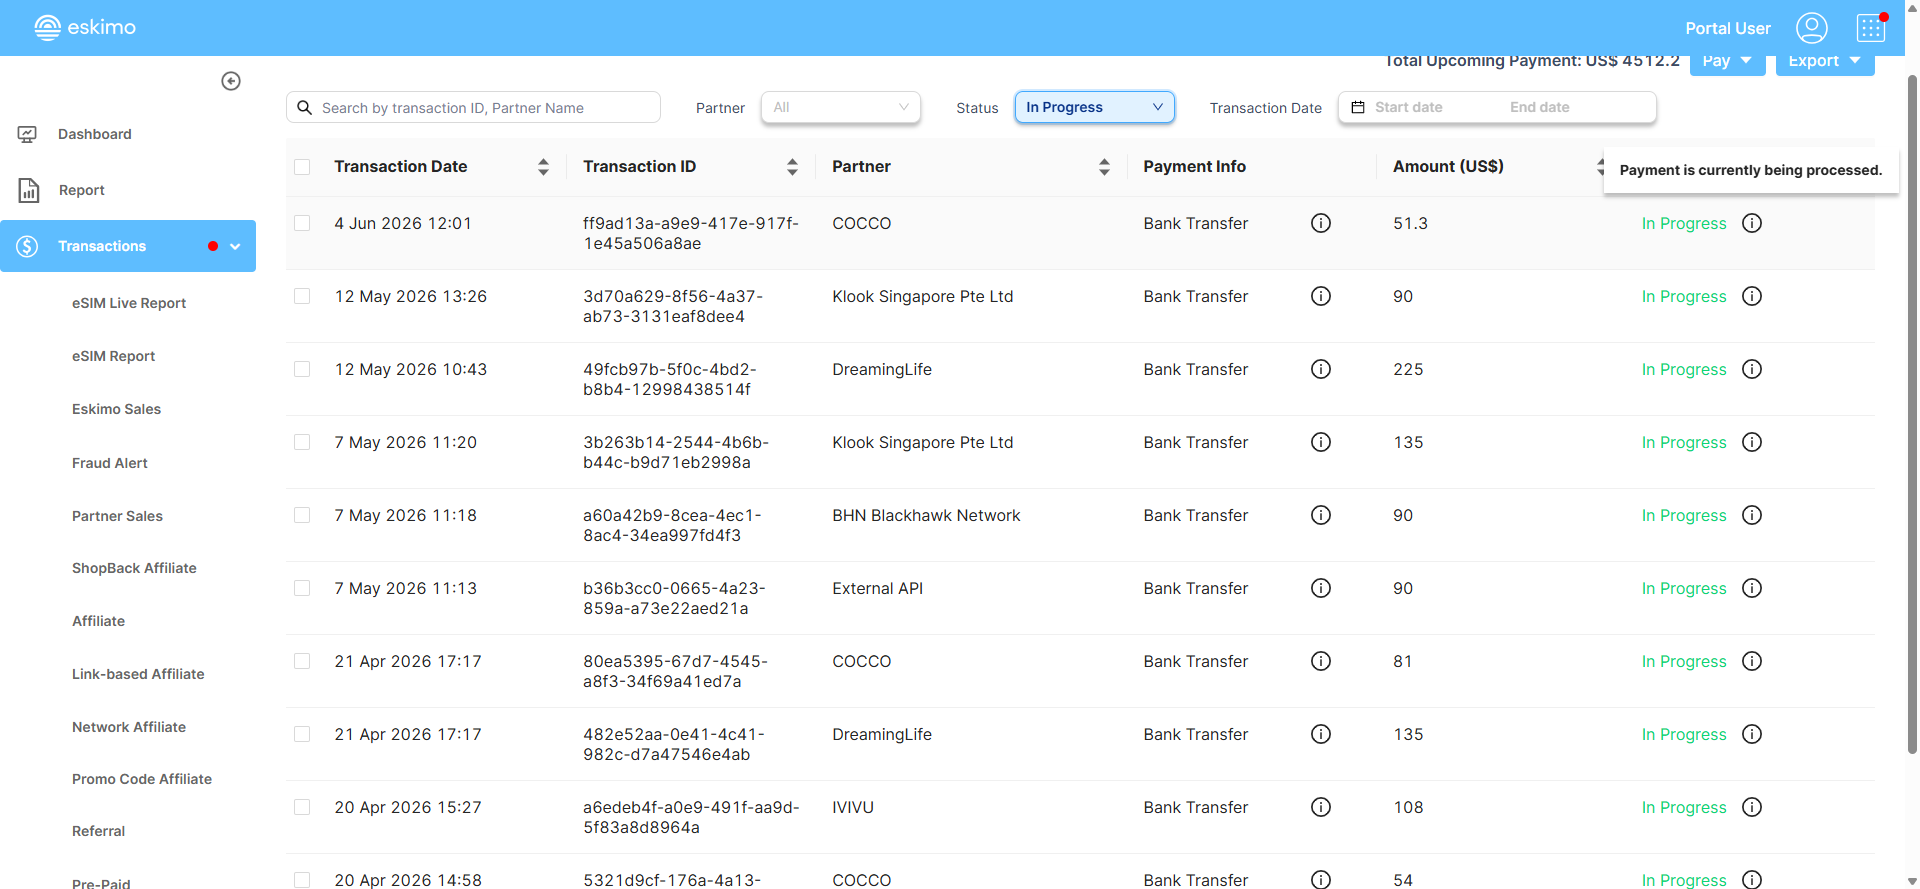 eskimo
Portal User
Total Upcoming Payment: US$ 4512.2
Pay
Export
Search by transaction ID, Partner Name
Partner
All
Status
In Progress
Transaction Date
Start date
End date
Dashboard
Report
Transactions
eSIM Live Report
eSIM Report
Eskimo Sales
Fraud Alert
Partner Sales
ShopBack Affiliate
Affiliate
Link-based Affiliate
Network Affiliate
Promo Code Affiliate
Referral
Pre-Paid
Transaction Date Transaction ID Partner Payment Info Amount (US$)
Payment is currently being processed.
4 Jun 2026 12:01 ff9ad13a-a9e9-417e-917f- COCCO Bank Transfer 51.3 In Progress
1e45a506a8ae
12 May 2026 13:26 3d70a629-8f56-4a37- Klook Singapore Pte Ltd Bank Transfer 90 In Progress
ab73-3131eaf8dee4
12 May 2026 10:43 49fcb97b-5f0c-4bd2- DreamingLife Bank Transfer 225 In Progress
b8b4-12998438514f
7 May 2026 11:20 3b263b14-2544-4b6b- Klook Singapore Pte Ltd Bank Transfer 135 In Progress
b44c-b9d71eb2998a
7 May 2026 11:18 a60a42b9-8cea-4ec1- BHN Blackhawk Network Bank Transfer 90 In Progress
8ac4-34ea997fd4f3
7 May 2026 11:13 b36b3cc0-0665-4a23- External API Bank Transfer 90 In Progress
859a-a73e22aed21a
21 Apr 2026 17:17 80ea5395-67d7-4545- COCCO Bank Transfer 81 In Progress
a8f3-34f69a41ed7a
21 Apr 2026 17:17 482e52aa-0e41-4c41- DreamingLife Bank Transfer 135 In Progress
982c-d7a47546e4ab
20 Apr 2026 15:27 a6edeb4f-a0e9-491f-aa9d- IVIVU Bank Transfer 108 In Progress
5f83a8d8964a
20 Apr 2026 14:58 5321d9cf-176a-4a13- COCCO Bank Transfer 54 In Progress